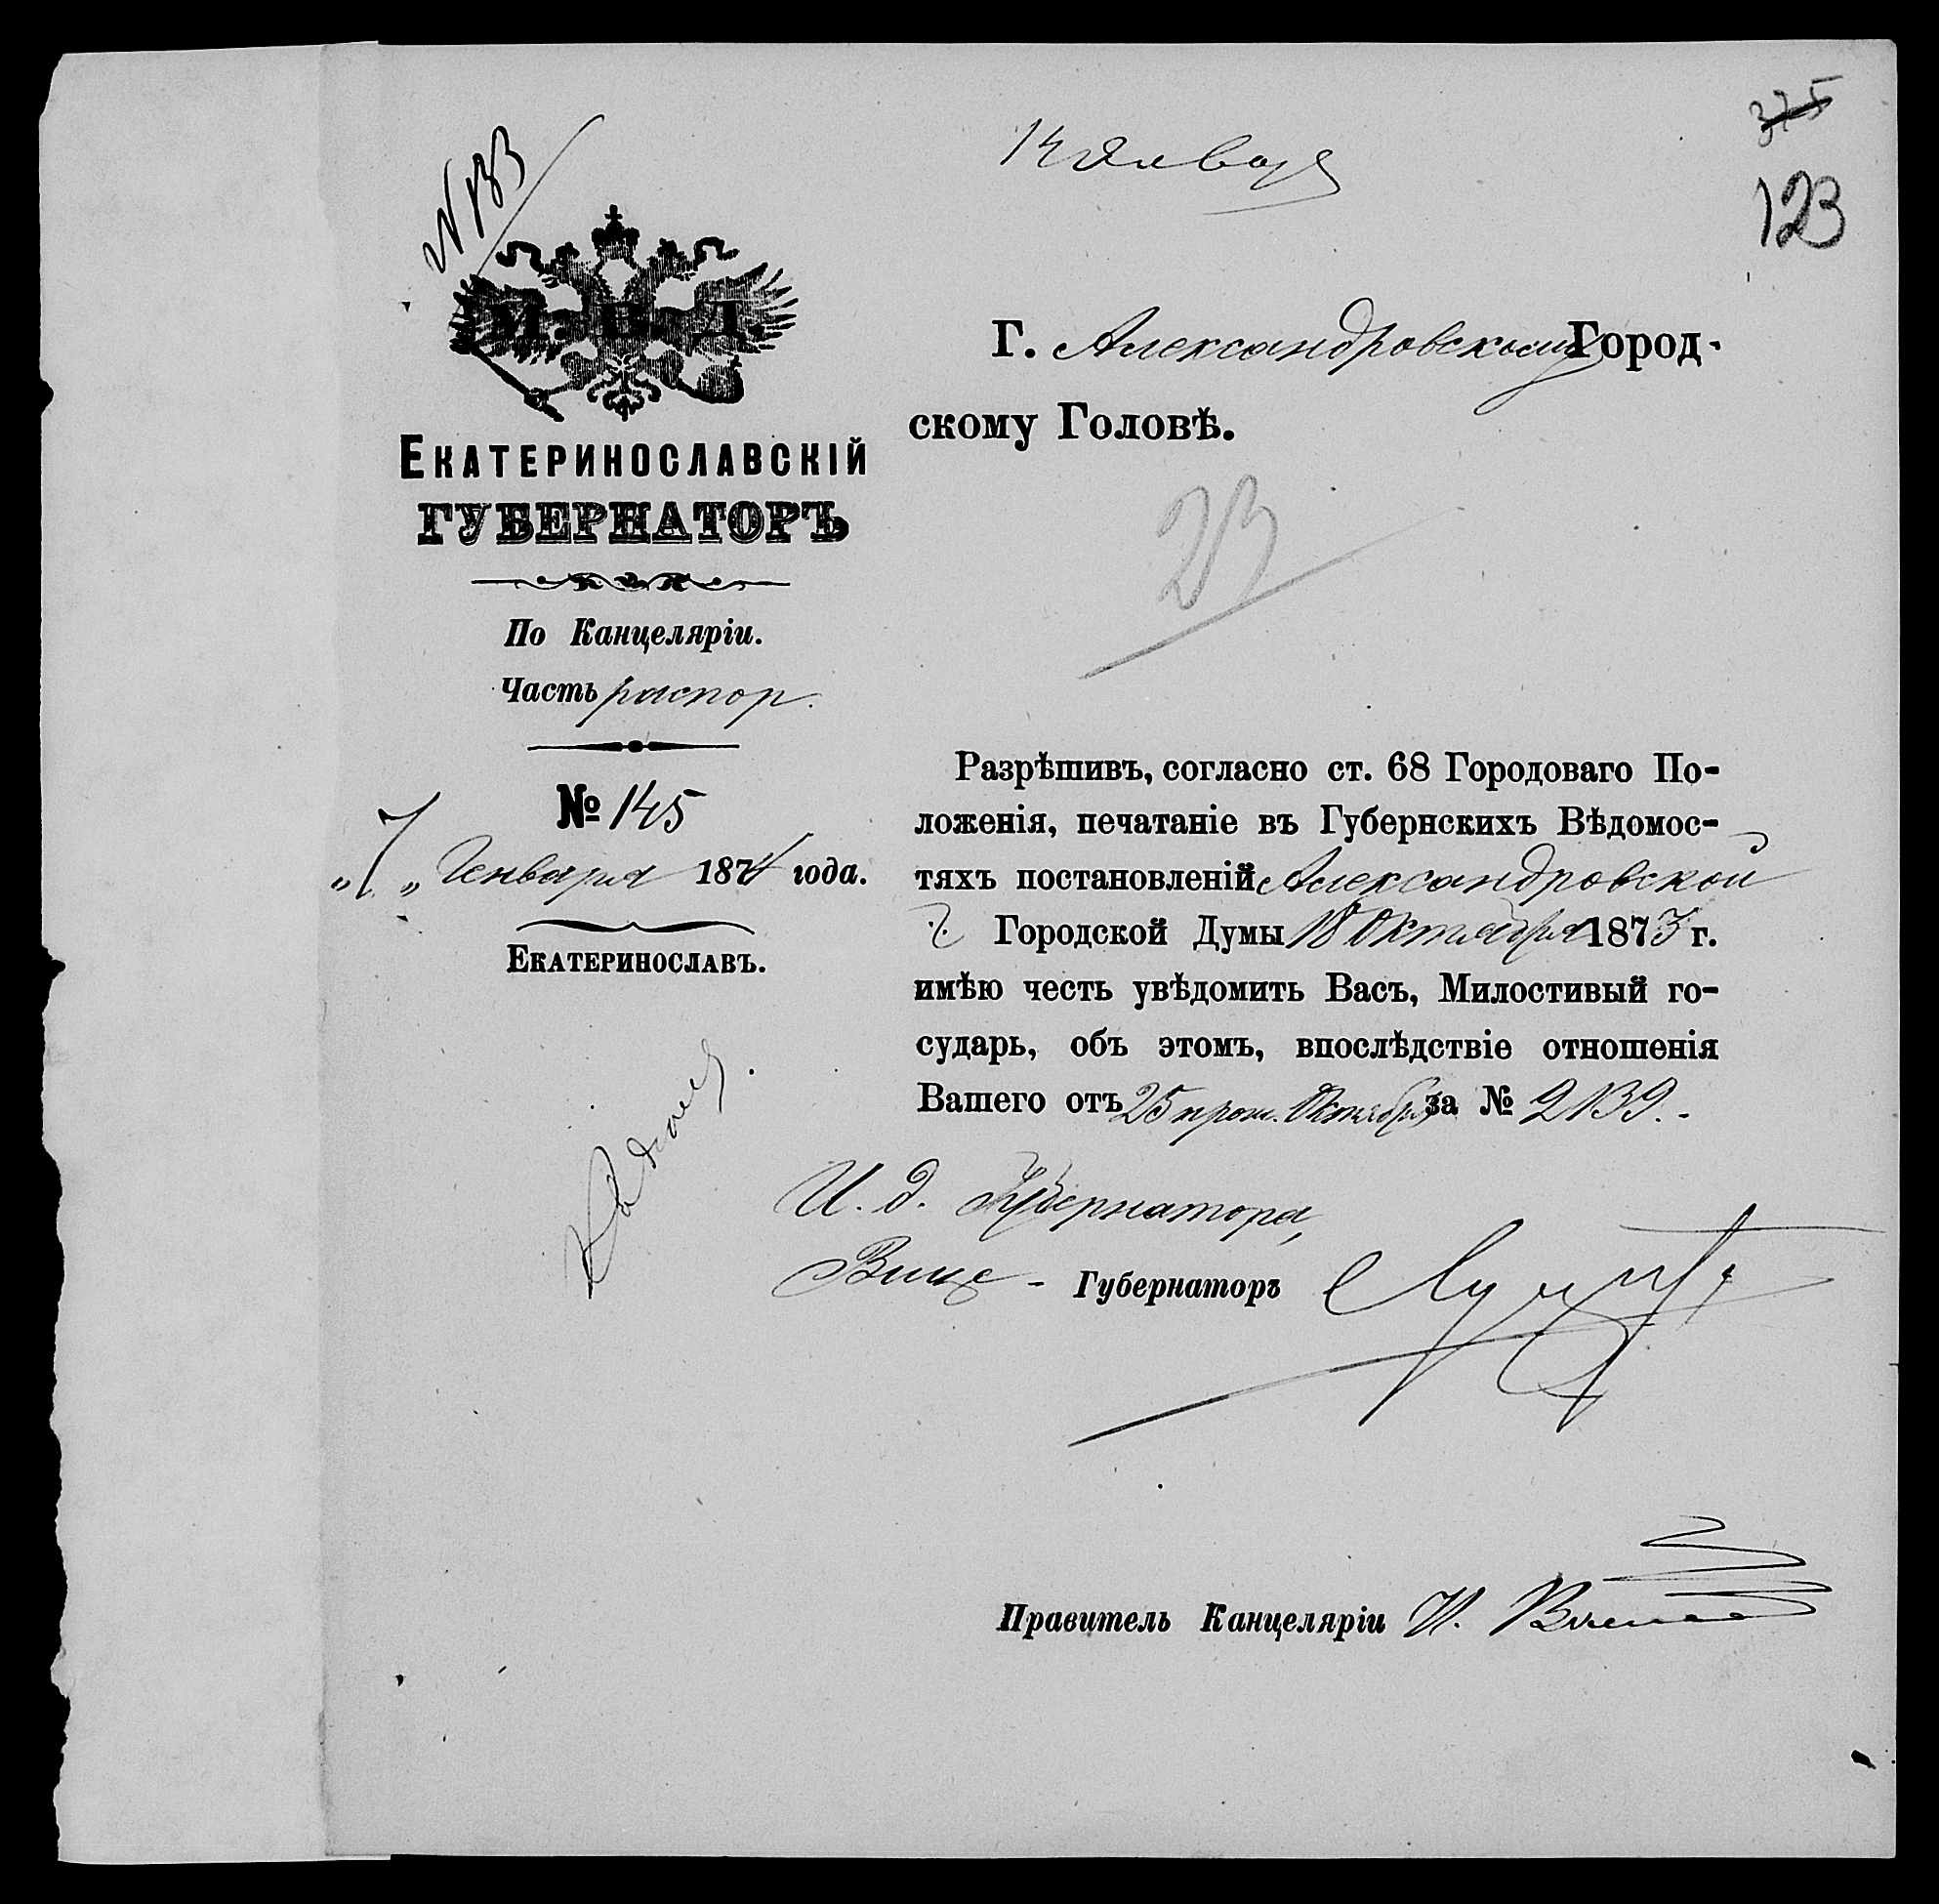 375
123
14 Января
№ 133
М. В. Д.
ЕКАТЕРИНОСЛАВСКІЙ
ГУБЕРНАТОРЪ
По Канцеляріи.
Часть распор.
№ 145
„7„ Генваря 1874 года.
ЕКАТЕРИНОСЛАВЪ.
Г. Александровскому Город-
скому Головѣ.
23
Разрѣшивъ, согласно ст. 68 Городоваго По-
ложенія, печатаніе въ Губернскихъ Вѣдомос-
тяхъ постановленій Александровской
Городской Думы 18 Октября 1873 г.
имѣю честь увѣдомить Васъ, Милостивый го-
сударь, объ этомъ, впослѣдствіе отношенія
Вашего отъ 25 прош. Октября за № 2139.
Къ дѣлу
И. д. Губернатора,
Вице - Губернаторъ
Правитель Канцеляріи И.